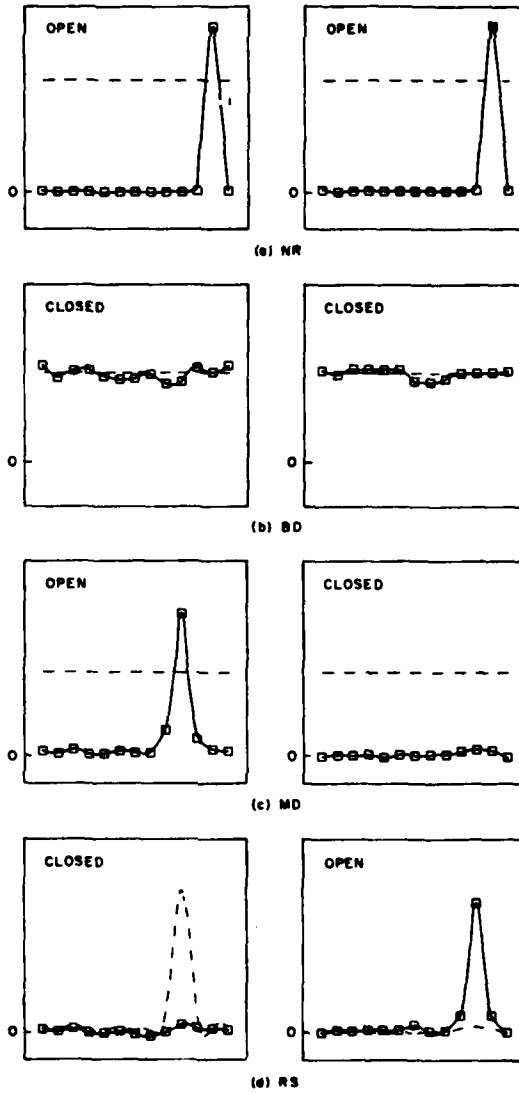 OPEN OPEN
0 0
(a) NR
CLOSED CLOSED
0 0
(b) BD
OPEN CLOSED
0 0
(c) MD
CLOSED OPEN
0 0
(d) RS